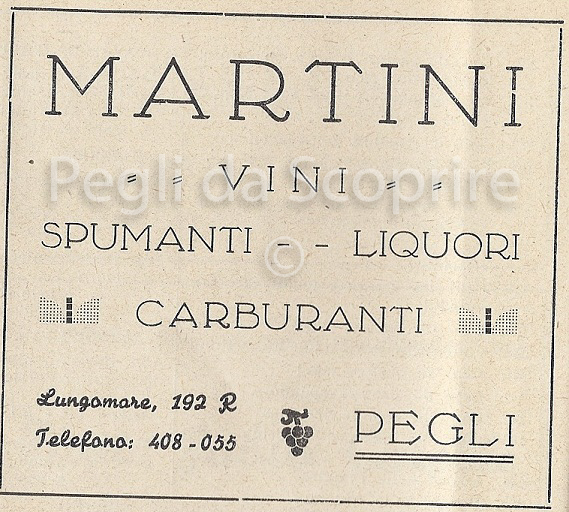 MARTINI
VINI
SPUMANTI - - LIQUORI
CARBURANTI
Lungomare, 192 R
Telefono: 408-055
PEGLI
Pegli da Scoprire
©